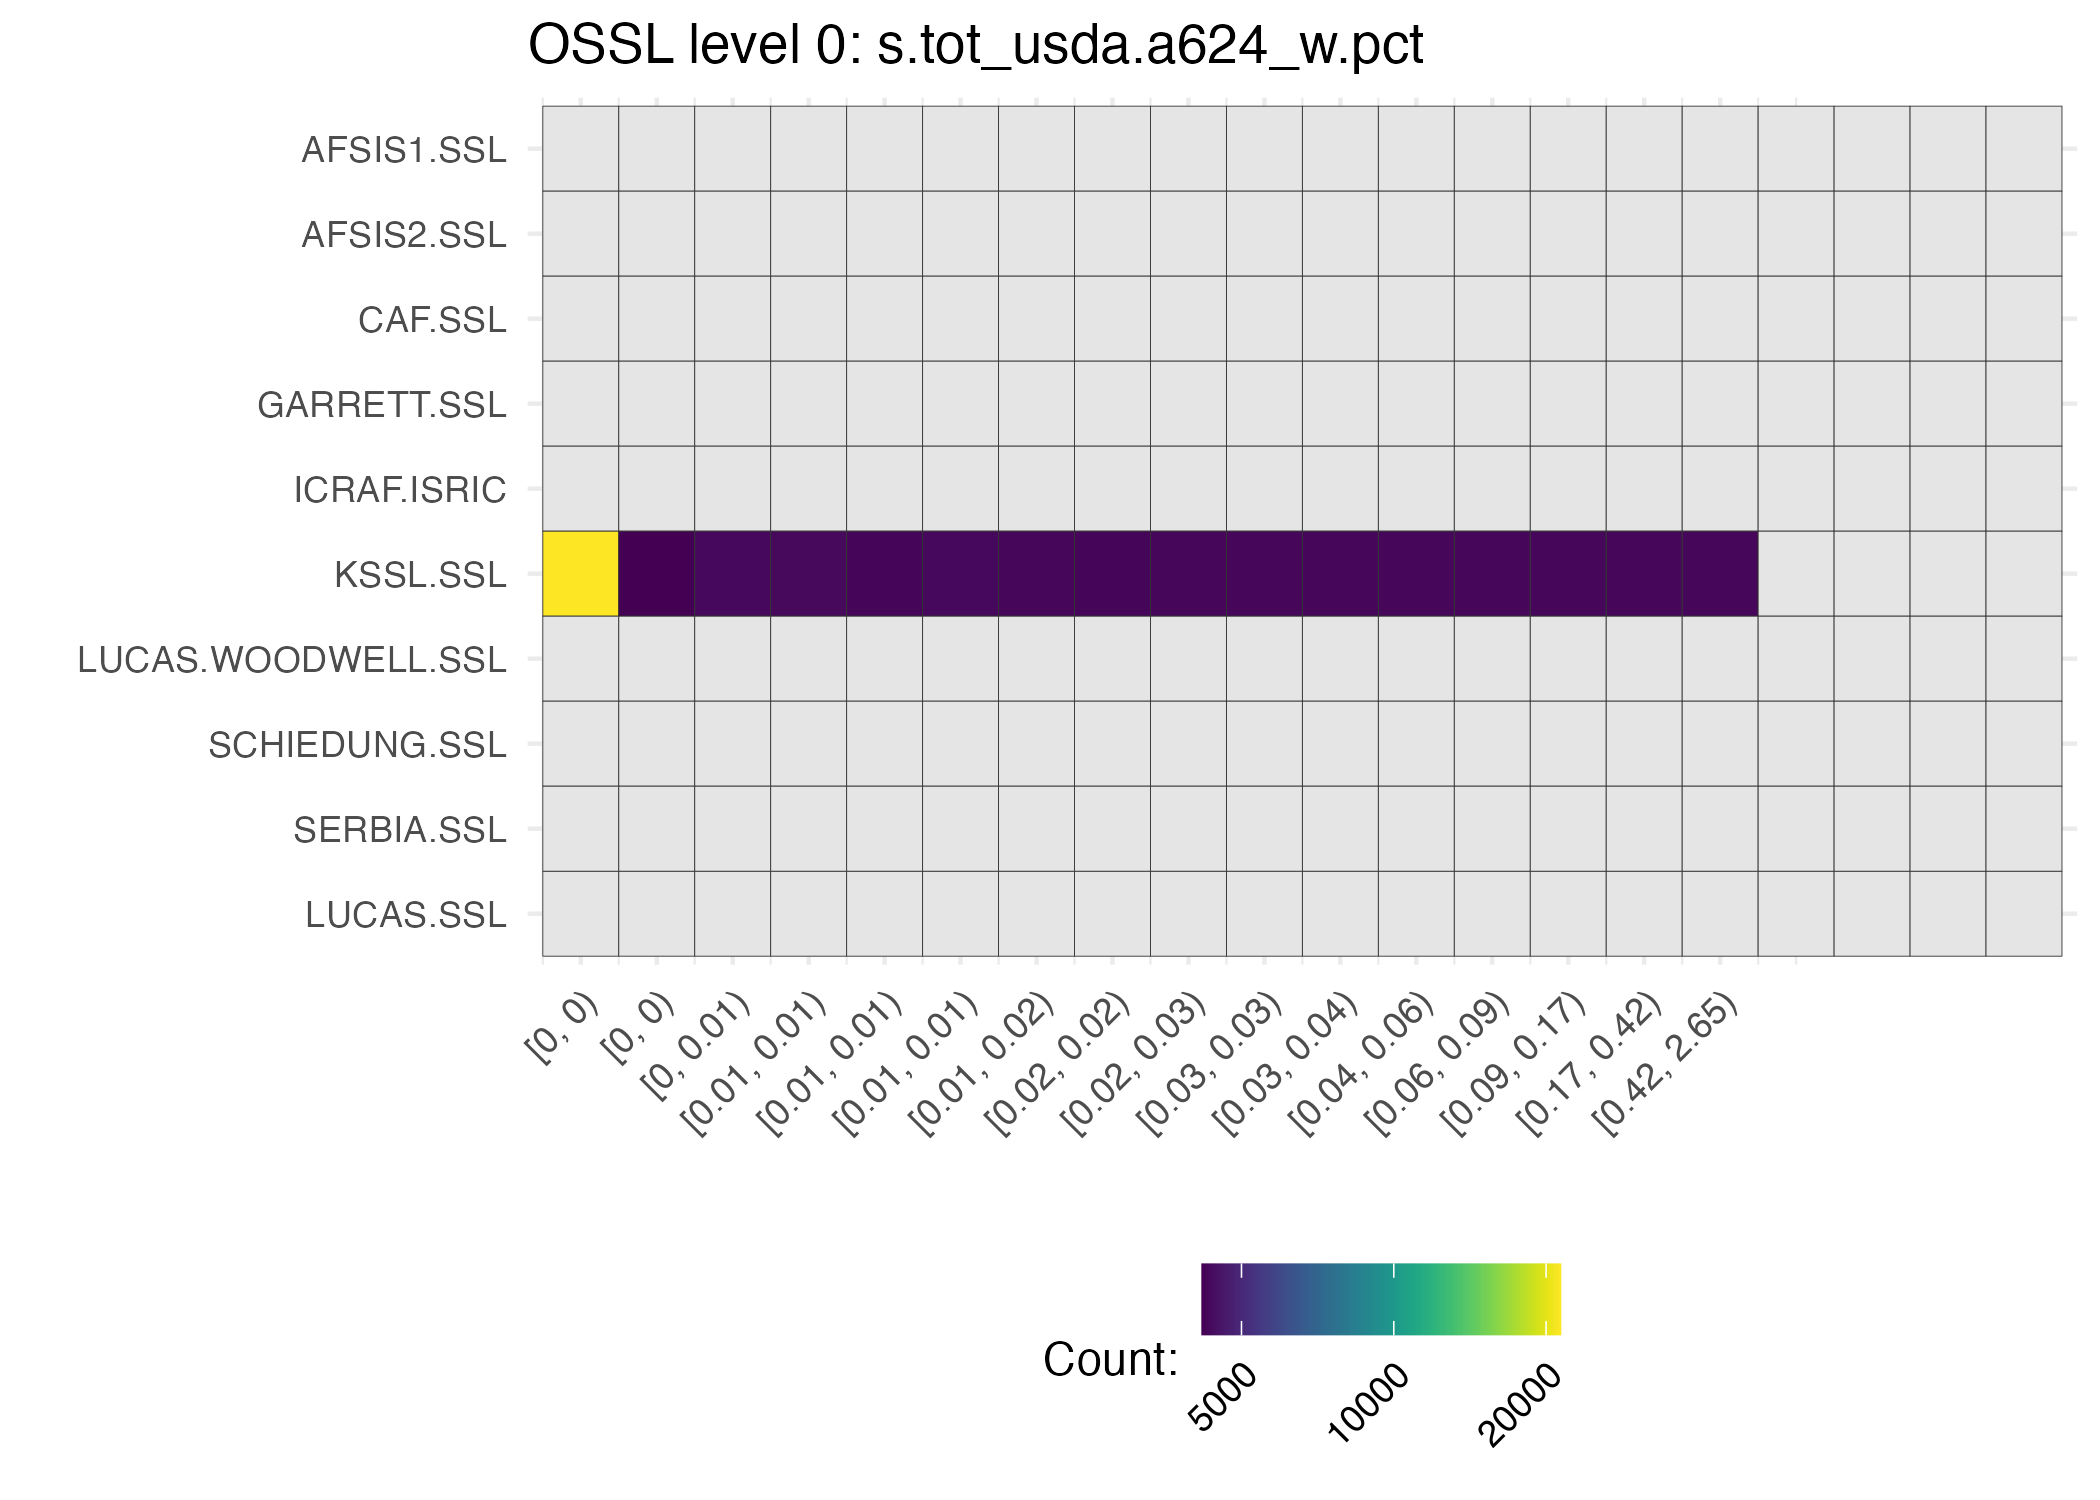 OSSL level 0: s.tot_usda.a624_w.pct
AFSIS1.SSL
AFSIS2.SSL
CAF.SSL
GARRETT.SSL
ICRAF.ISRIC
KSSL.SSL
LUCAS.WOODWELL.SSL
SCHIEDUNG.SSL
SERBIA.SSL
LUCAS.SSL
[0, 0)
[0, 0)
[0, 0.01)
[0.01, 0.01)
[0.01, 0.01)
[0.01, 0.01)
[0.01, 0.02)
[0.02, 0.02)
[0.02, 0.03)
[0.03, 0.03)
[0.03, 0.04)
[0.04, 0.06)
[0.06, 0.09)
[0.09, 0.17)
[0.17, 0.42)
[0.42, 2.65)
Count:
5000
10000
20000